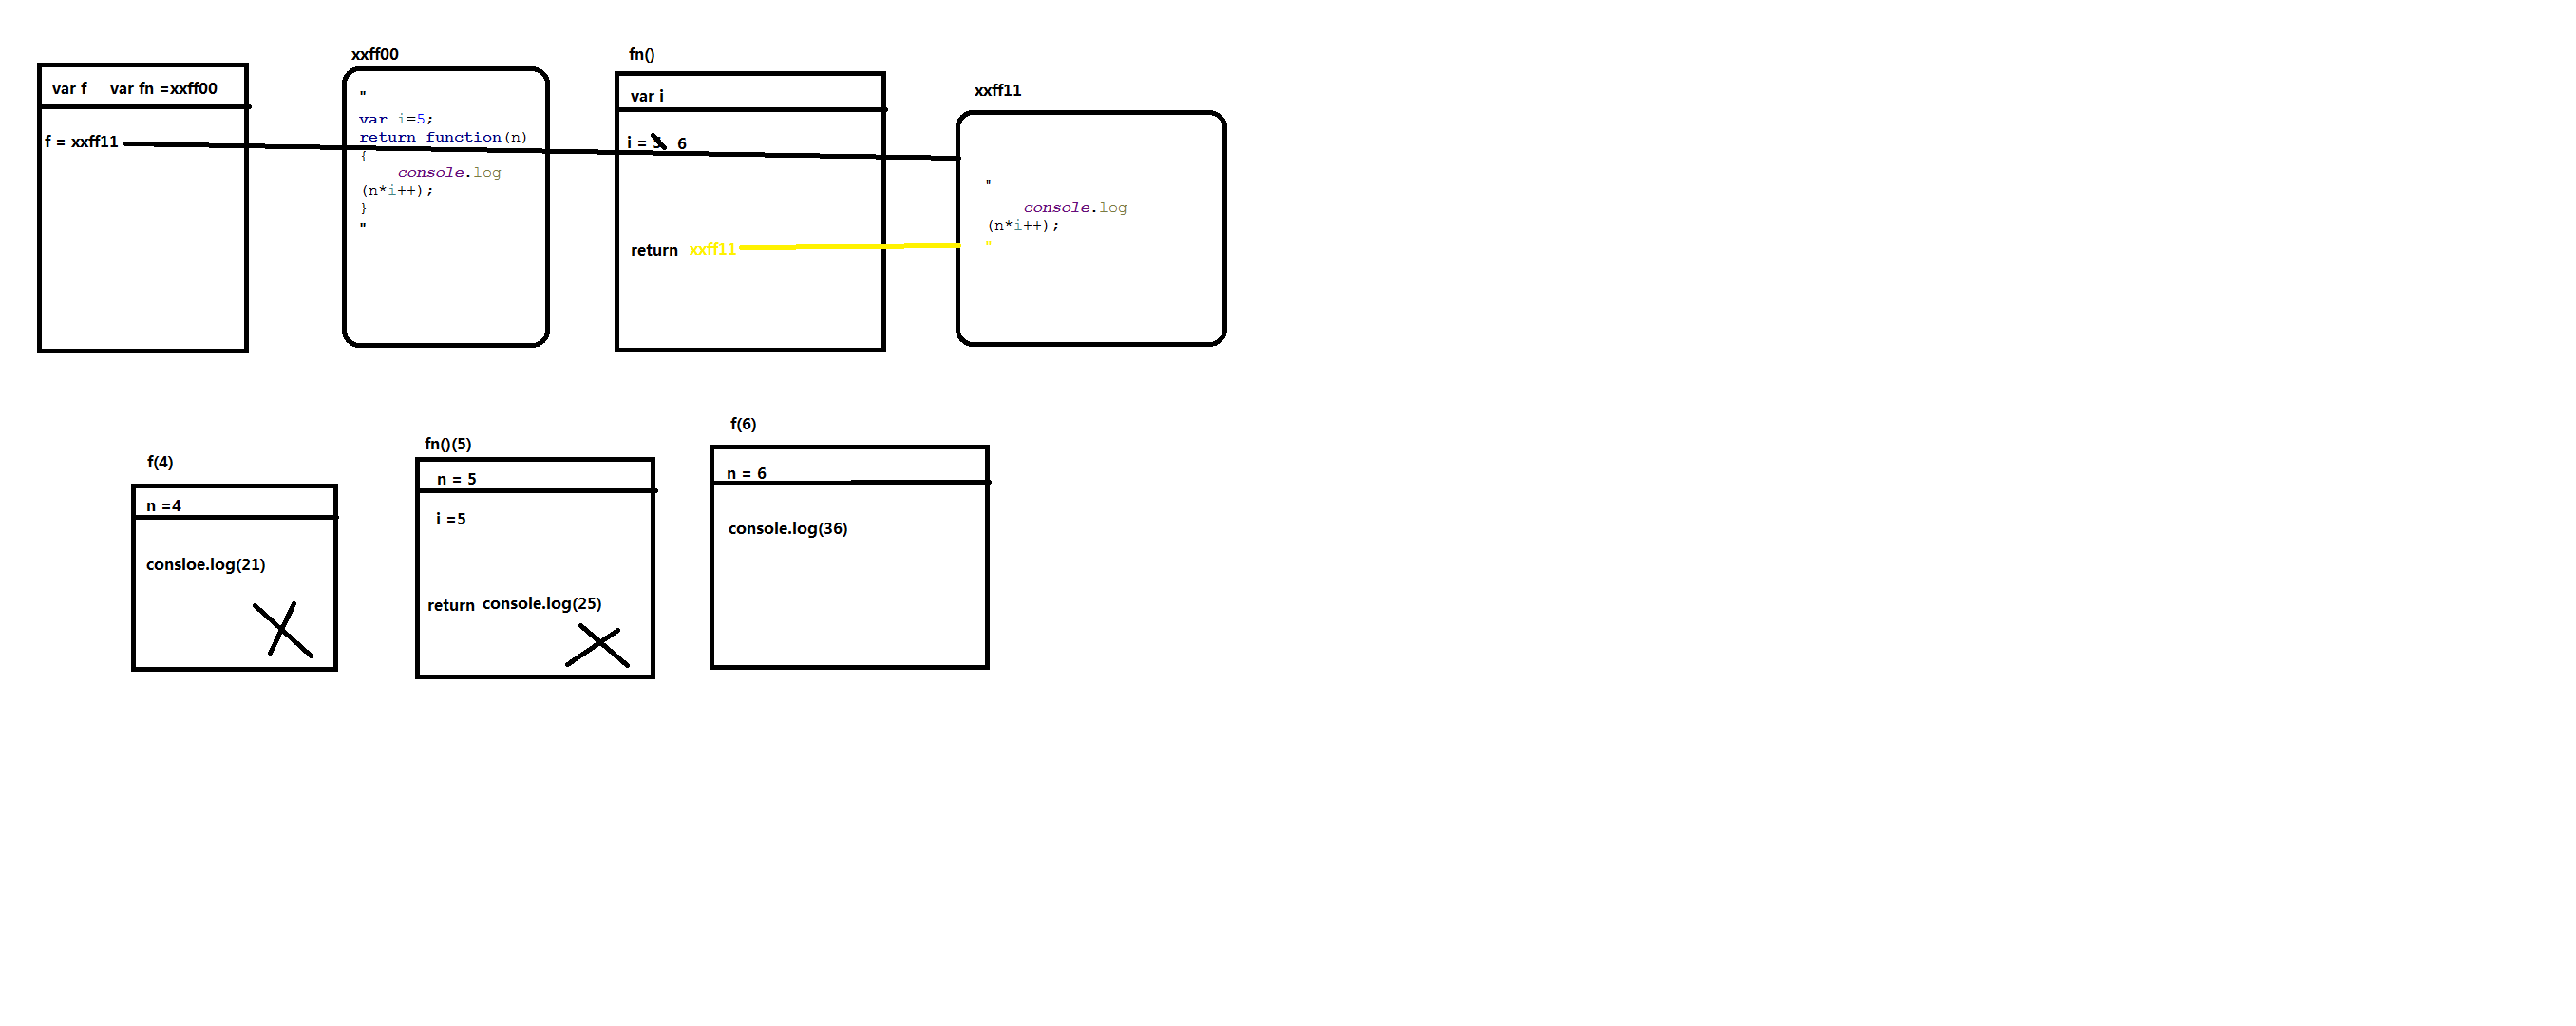 var f var fn =xxff00
f = xxff11
xxff00
"
var i=5;
return function(n)
{
console.log
(n*i++);
}
"
fn()
var i
i = 6
return xxff11
xxff11
"
console.log
(n*i++);
"
f(4)
n =4
consloe.log(21)
fn()(5)
n = 5
i =5
return console.log(25)
f(6)
n = 6
console.log(36)